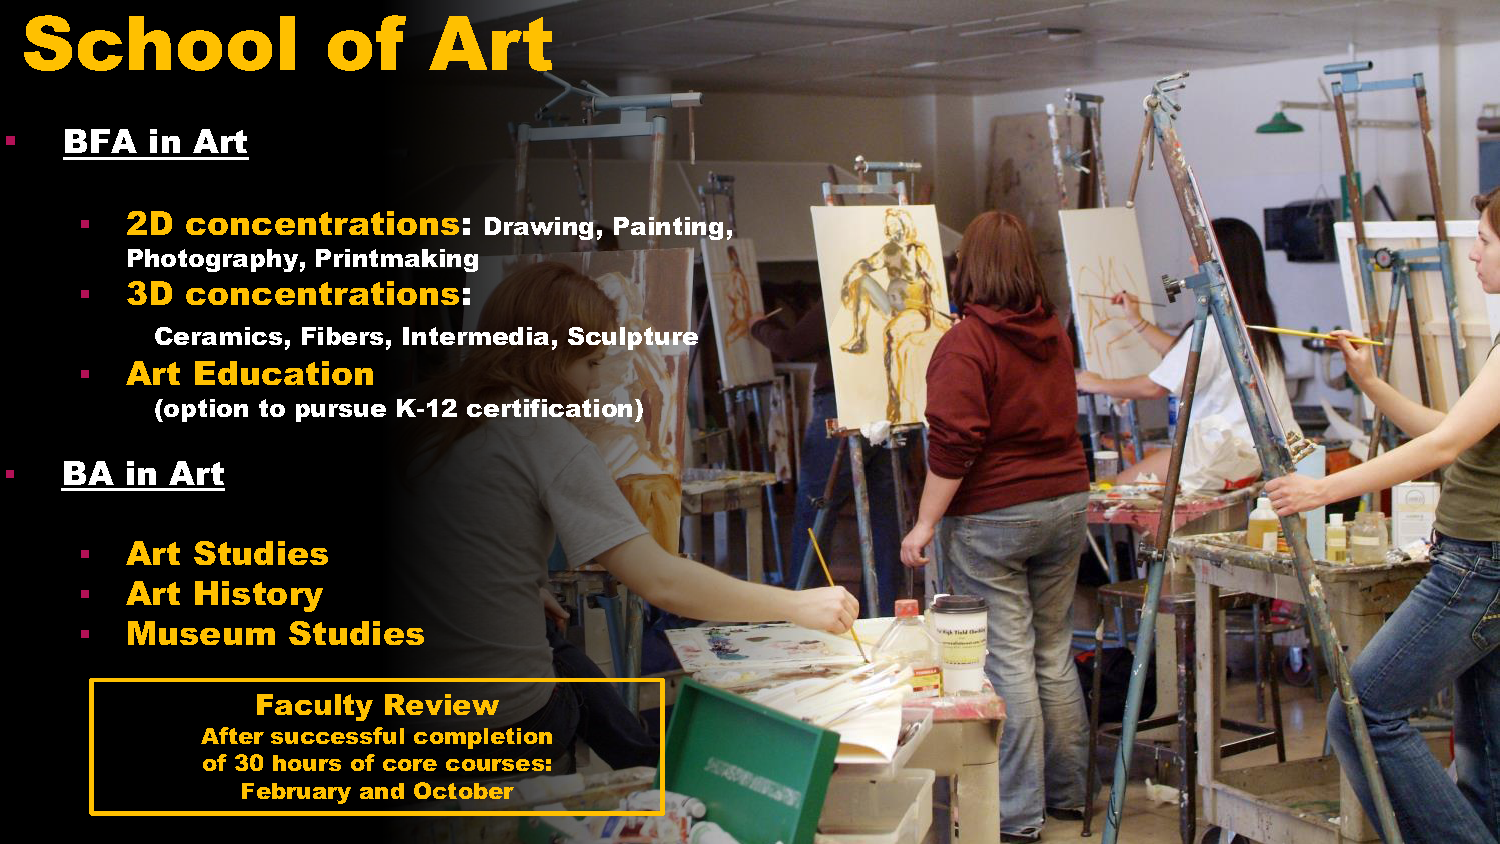 School of Art
▪ BFA in Art
▪ 2D concentrations: Drawing, Painting,
Photography, Printmaking
▪ 3D concentrations:
Ceramics, Fibers, Intermedia, Sculpture
▪ Art Education
(option to pursue K-12 certification)
▪ BA in Art
▪ Art Studies
▪ Art History
▪ Museum Studies
Faculty Review
After successful completion
of 30 hours of core courses:
February and October